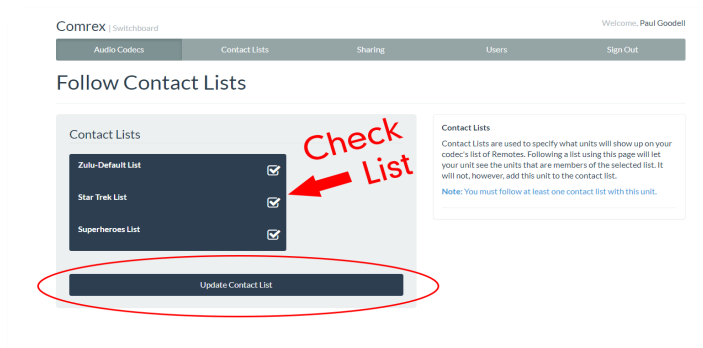 Comrex | Switchboard
Welcome, Paul Goodell
Audio Codecs Contact Lists Sharing Users Sign Out
Follow Contact Lists
Contact Lists
Zulu-Default List
Star Trek List
Superheroes List
Update Contact List
Check
List
Contact Lists
Contact Lists are used to specify what units will show up on your
codec's list of Remotes. Following a list using this page will let
your unit see the units that are members of the selected list. It
will not, however, add this unit to the contact list.
Note: You must follow at least one contact list with this unit.